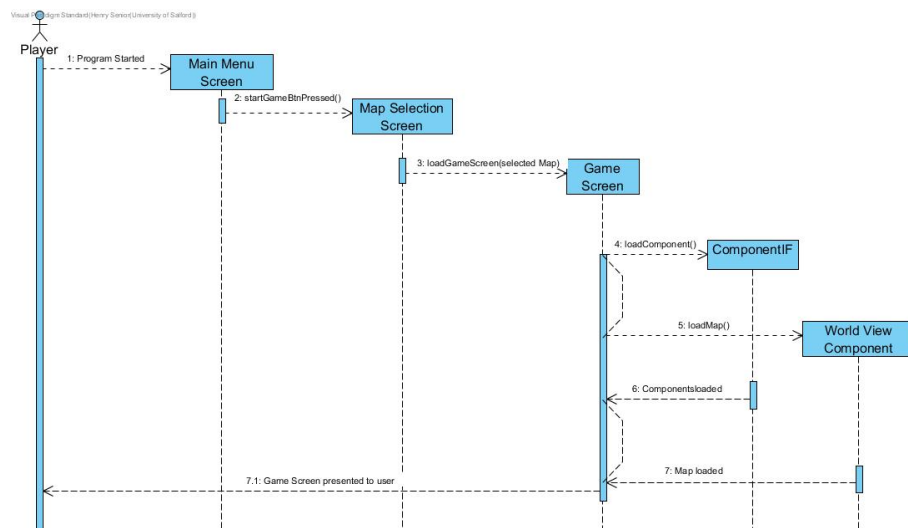 Visual Paradigm Standard(Henry Senior(University of Salford))
Player
1: Program Started
Main Menu
Screen
2: startGameBtnPressed()
Map Selection
Screen
3: loadGameScreen(selected Map)
Game
Screen
4: loadComponent()
ComponentIF
5: loadMap()
World View
Component
6: Componentsloaded
7: Map loaded
7.1: Game Screen presented to user